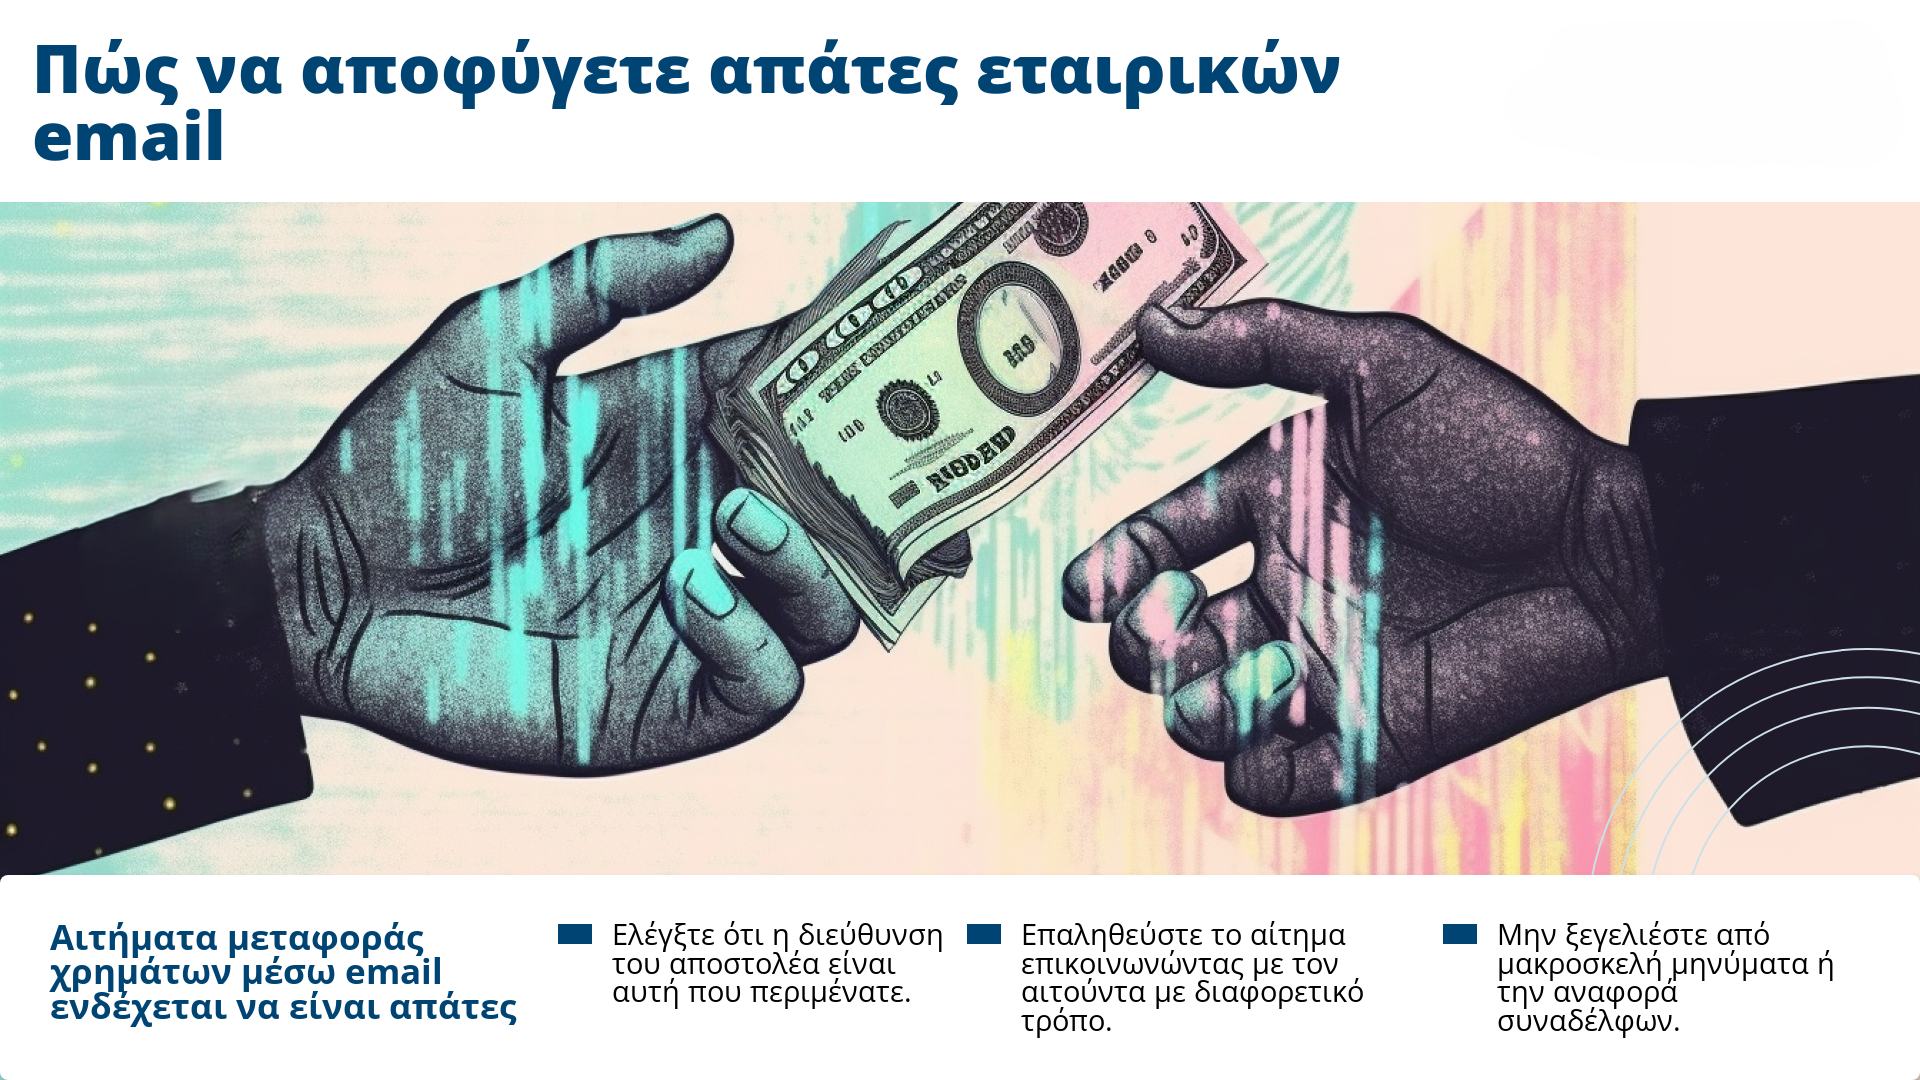 Πώς να αποφύγετε απάτες εταιρικών
email
Αιτήματα μεταφοράς
χρημάτων μέσω email
ενδέχεται να είναι απάτες
Ελέγξτε ότι η διεύθυνση
του αποστολέα είναι
αυτή που περιμένατε.
Επαληθεύστε το αίτημα
επικοινωνώντας με τον
αιτούντα με διαφορετικό
τρόπο.
Μην ξεγελιέστε από
μακροσκελή μηνύματα ή
την αναφορά
συναδέλφων.